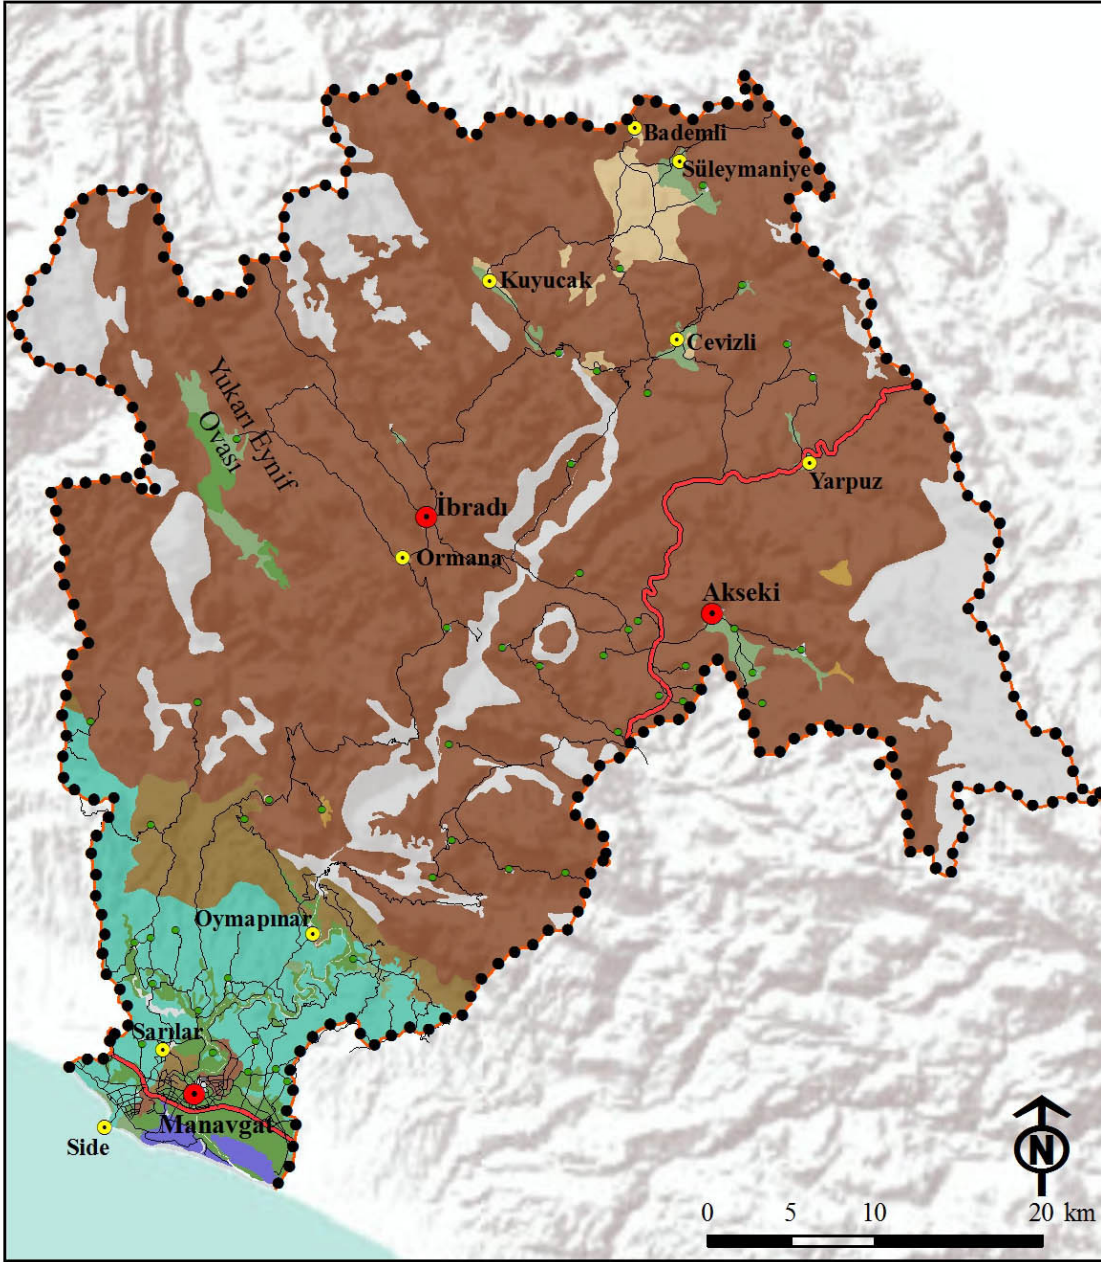 Bademli
Süleymaniye
Kuyucak
Cevizli
Yukarı Eynif
Ovası
Yarpuz
İbradı
Ormana
Akseki
Oymapınar
Sarılar
Manavgat
Side
N
0 5 10 20 km